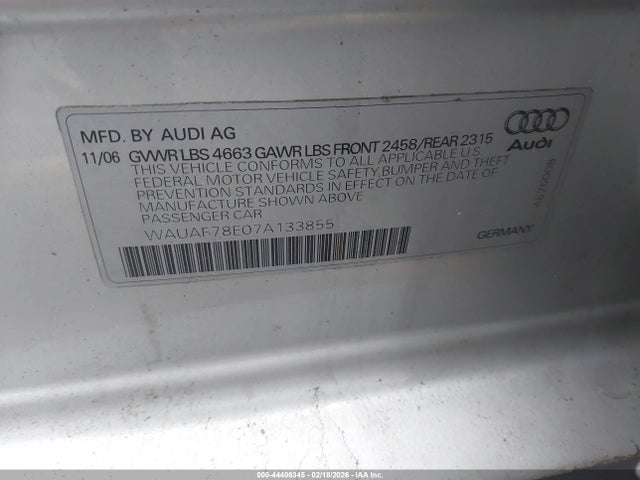 MFD. BY AUDI AG
11/06 GVWR LBS 4663 GAWR LBS FRONT 2458/REAR 2315
THIS VEHICLE CONFORMS TO ALL APPLICABLE U S
FEDERAL MOTOR VEHICLE SAFETY, BUMPER AND THEFT
PREVENTION STANDARDS IN EFFECT ON THE DATE OF
MANUFACTURE SHOWN ABOVE
PASSENGER CAR
WAUAF78E07A133855
Audi
GERMANY
000-44406345 - 02/18/2026 - IAAI.COM